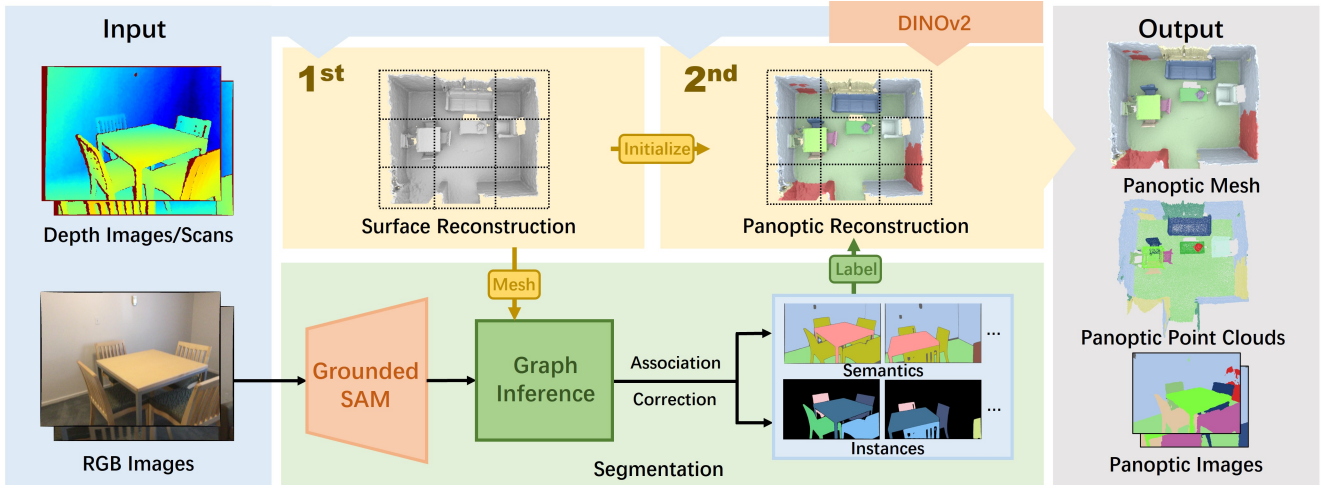 Input
Depth Images/Scans
RGB Images
DINOv2
1st
Surface Reconstruction
Initialize
2nd
Panoptic Reconstruction
Mesh
Label
Grounded
SAM
Graph
Inference
Association
Correction
Semantics
...
Instances
...
Segmentation
Output
Panoptic Mesh
Panoptic Point Clouds
Panoptic Images